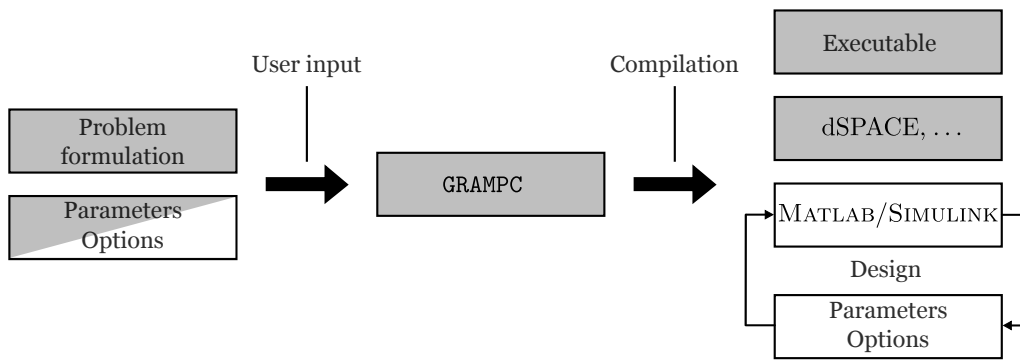 User input
Problem
formulation
Parameters
Options
GRAMPC
Compilation
Executable
dSPACE, ...
MATLAB/SIMULINK
Design
Parameters
Options